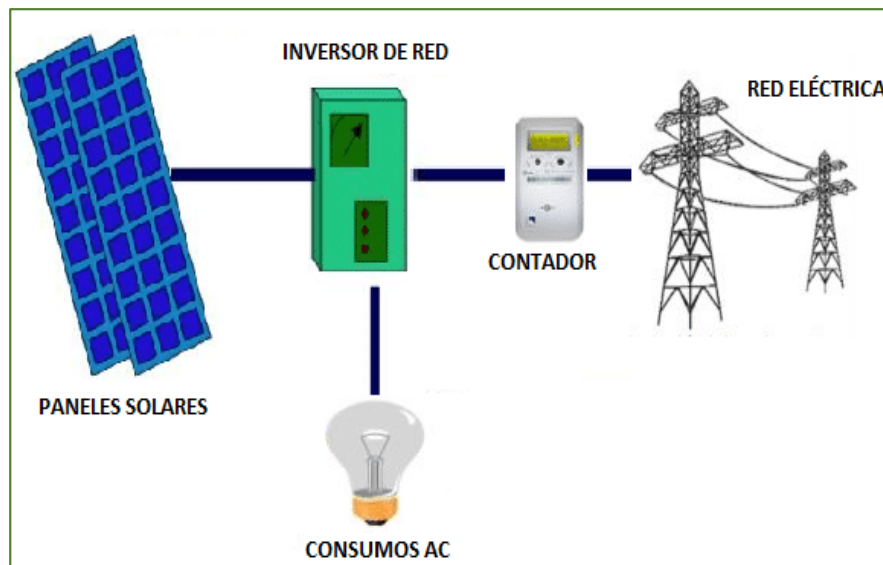 INVERSOR DE RED
RED ELÉCTRICA
CONTADOR
PANELES SOLARES
CONSUMOS AC